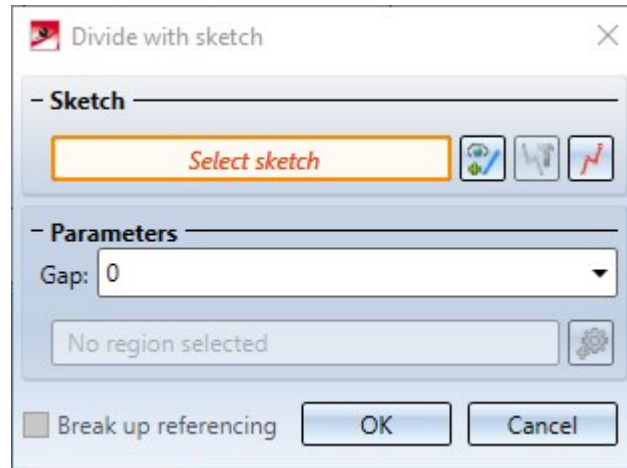 Divide with sketch
Sketch
Select sketch
Parameters
Gap: 0
No region selected
Break up referencing OK Cancel